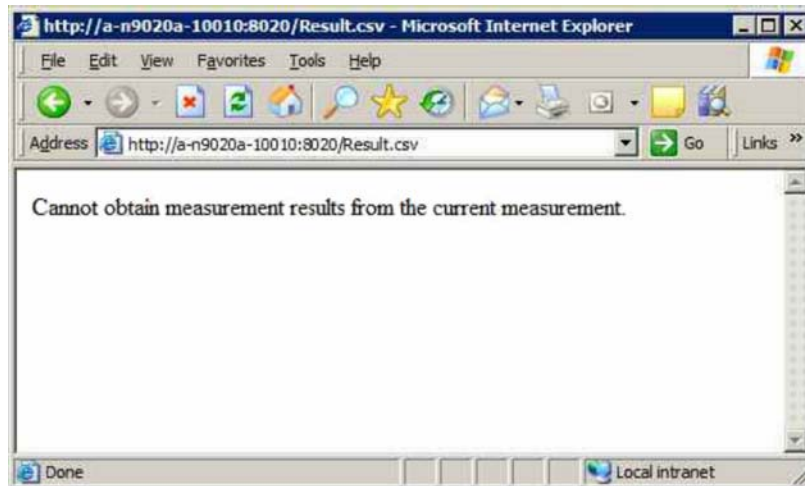 http://a-n9020a-10010:8020/Result.csv - Microsoft Internet Explorer
File Edit View Favorites Tools Help
Address http://a-n9020a-10010:8020/Result.csv Go Links »
Cannot obtain measurement results from the current measurement.
Done Local intranet